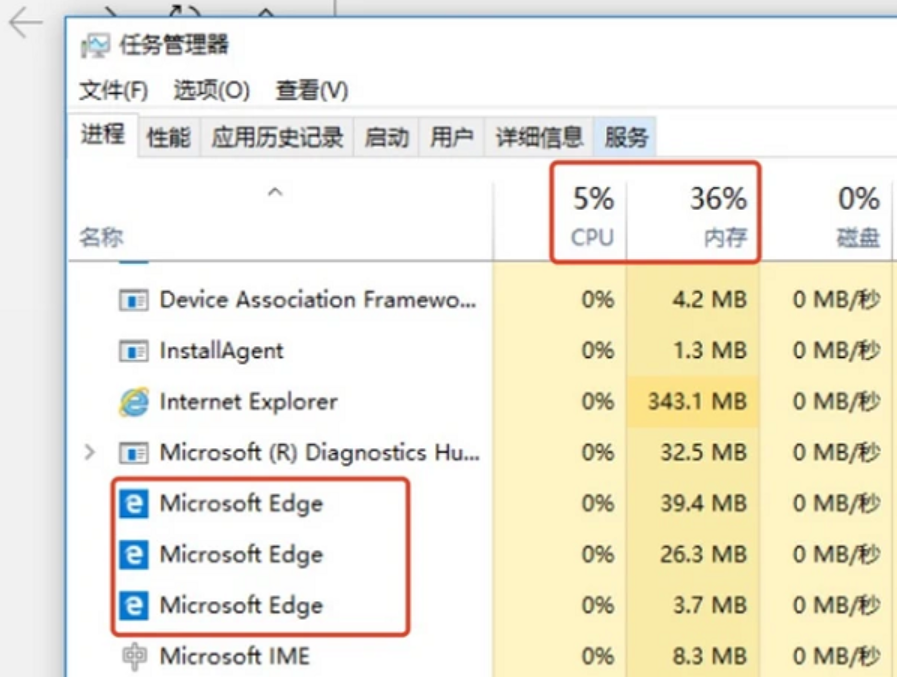 任务管理器
文件(F) 选项(O) 查看(V)
进程 性能 应用历史记录 启动 用户 详细信息 服务
5% 36% 0%
名称 CPU 内存 磁盘
Device Association Framewo... 0% 4.2 MB 0 MB/秒
InstallAgent 0% 1.3 MB 0 MB/秒
Internet Explorer 0% 343.1 MB 0 MB/秒
Microsoft (R) Diagnostics Hu... 0% 32.5 MB 0 MB/秒
Microsoft Edge 0% 39.4 MB 0 MB/秒
Microsoft Edge 0% 26.3 MB 0 MB/秒
Microsoft Edge 0% 3.7 MB 0 MB/秒
Microsoft IME 0% 8.3 MB 0 MB/秒